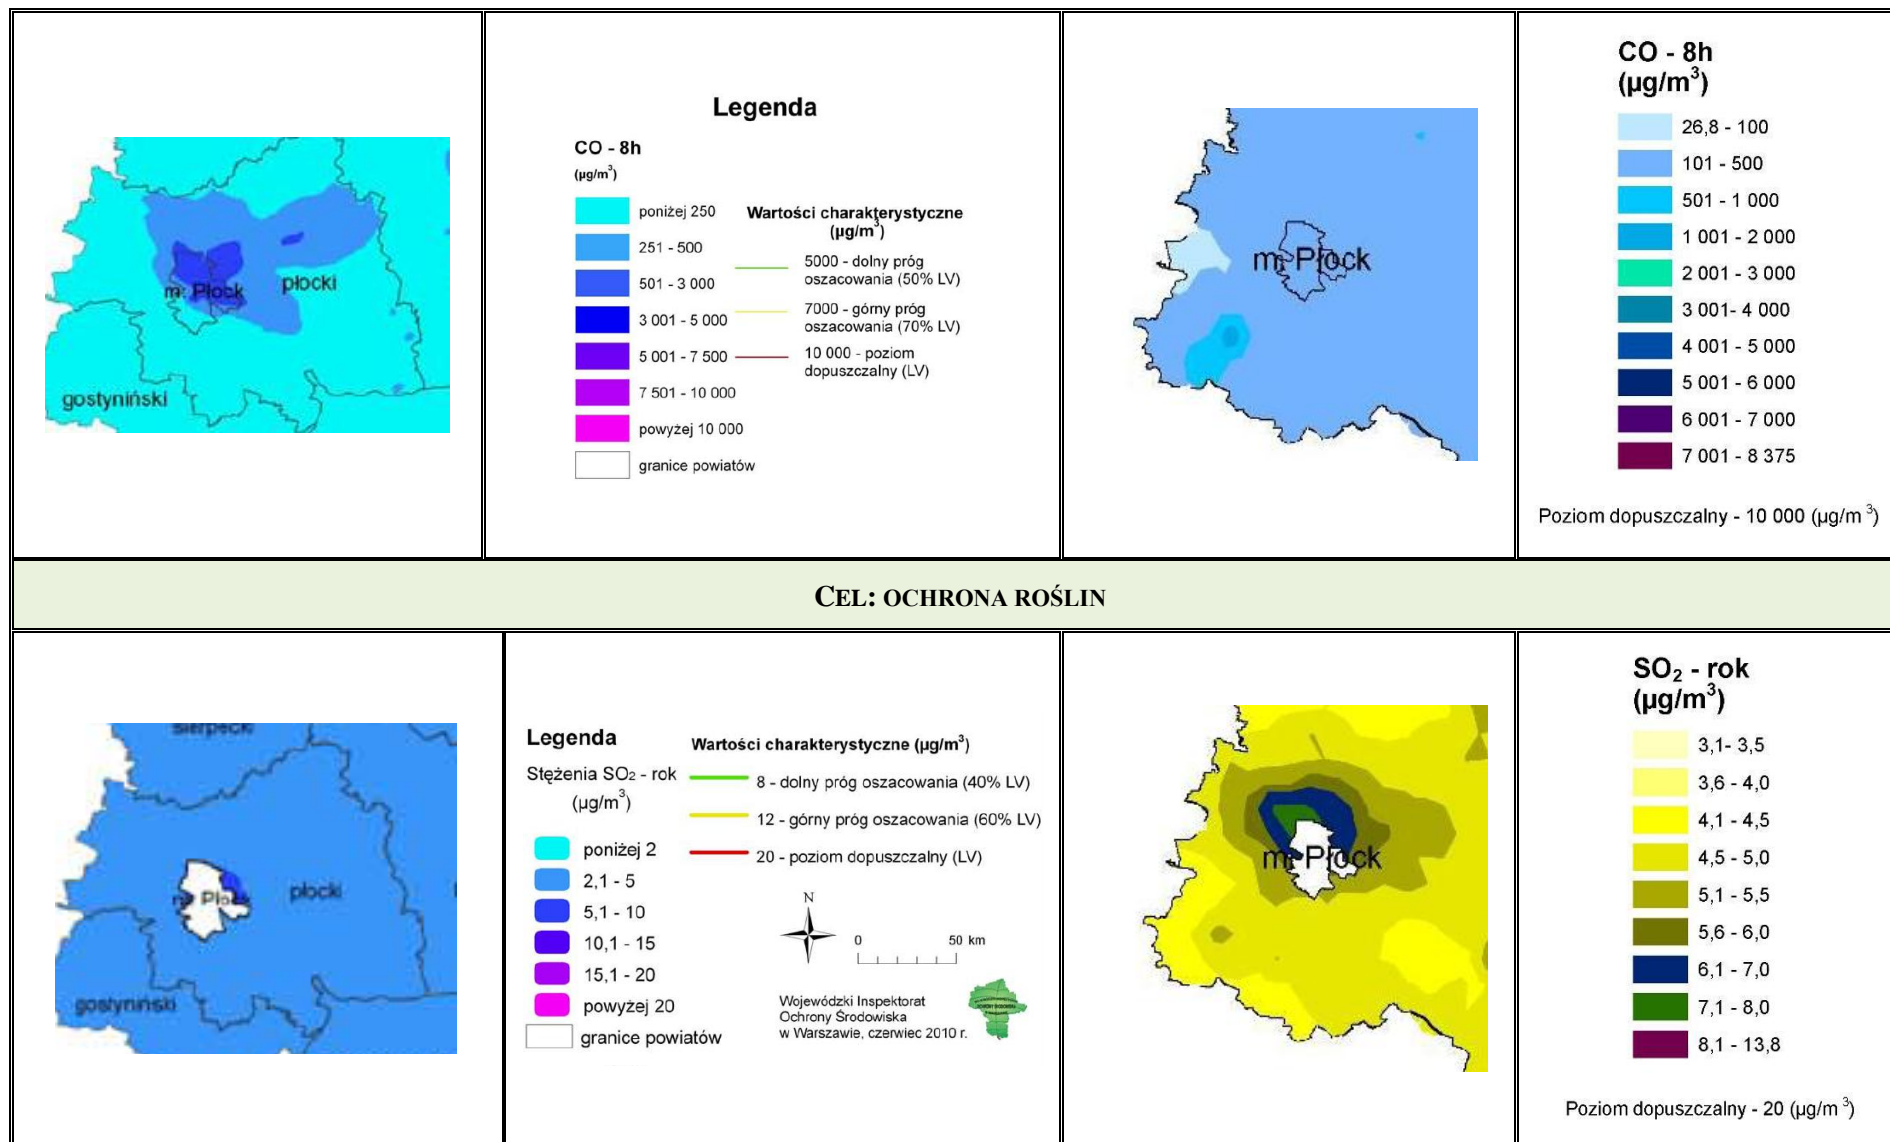 m. Płock
płocki
gostyniński
Legenda
CO - 8h
(µg/m³)
poniżej 250
251 - 500
501 - 3 000
3 001 - 5 000
5 001 - 7 500
7 501 - 10 000
powyżej 10 000
granice powiatów
Wartości charakterystyczne
(µg/m³)
5000 - dolny próg
oszacowania (50% LV)
7000 - górny próg
oszacowania (70% LV)
10 000 - poziom
dopuszczalny (LV)
m. Płock
CO - 8h
(µg/m³)
26,8 - 100
101 - 500
501 - 1 000
1 001 - 2 000
2 001 - 3 000
3 001- 4 000
4 001 - 5 000
5 001 - 6 000
6 001 - 7 000
7 001 - 8 375
Poziom dopuszczalny - 10 000 (µg/m ³)
CEL: OCHRONA ROŚLIN
sierpecki
m. Płock
płocki
gostyniński
Legenda
Stężenia SO₂ - rok
(µg/m³)
poniżej 2
2,1 - 5
5,1 - 10
10,1 - 15
15,1 - 20
powyżej 20
granice powiatów
Wartości charakterystyczne (µg/m³)
8 - dolny próg oszacowania (40% LV)
12 - górny próg oszacowania (60% LV)
20 - poziom dopuszczalny (LV)
N
0 50 km
Wojewódzki Inspektorat
Ochrony Środowiska
w Warszawie, czerwiec 2010 r.
m. Płock
SO₂ - rok
(µg/m³)
3,1- 3,5
3,6 - 4,0
4,1 - 4,5
4,5 - 5,0
5,1 - 5,5
5,6 - 6,0
6,1 - 7,0
7,1 - 8,0
8,1 - 13,8
Poziom dopuszczalny - 20 (µg/m ³)